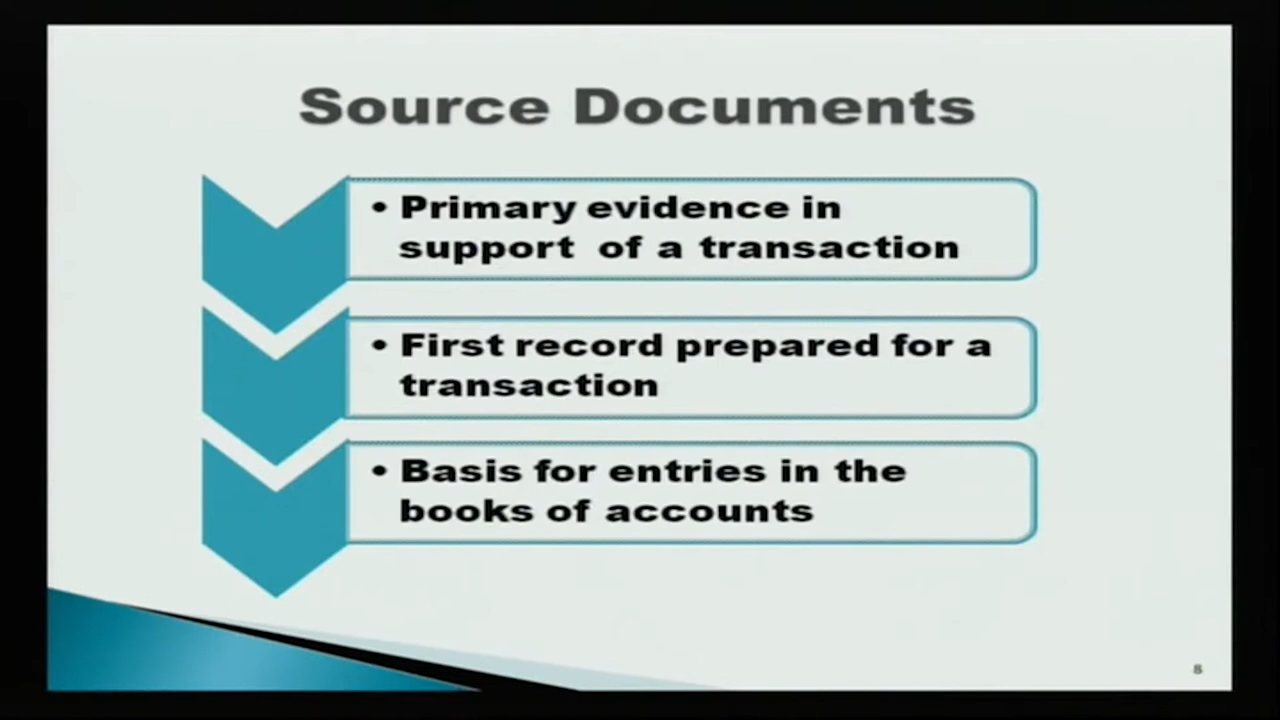 Source Documents
• Primary evidence in
support of a transaction
• First record prepared for a
transaction
• Basis for entries in the
books of accounts
8